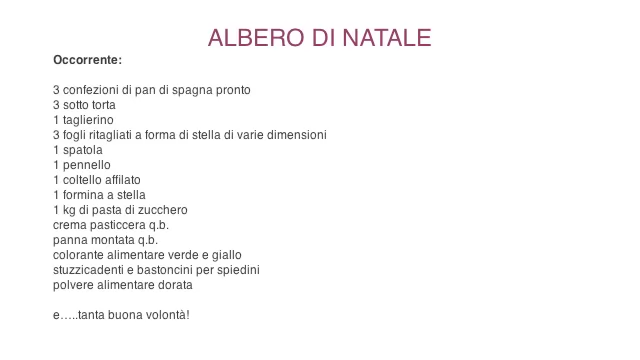 ALBERO DI NATALE
Occorrente:
3 confezioni di pan di spagna pronto
3 sotto torta
1 taglierino
3 fogli ritagliati a forma di stella di varie dimensioni
1 spatola
1 pennello
1 coltello affilato
1 formina a stella
1 kg di pasta di zucchero
crema pasticcera q.b.
panna montata q.b.
colorante alimentare verde e giallo
stuzzicadenti e bastoncini per spiedini
polvere alimentare dorata
e…..tanta buona volontà!